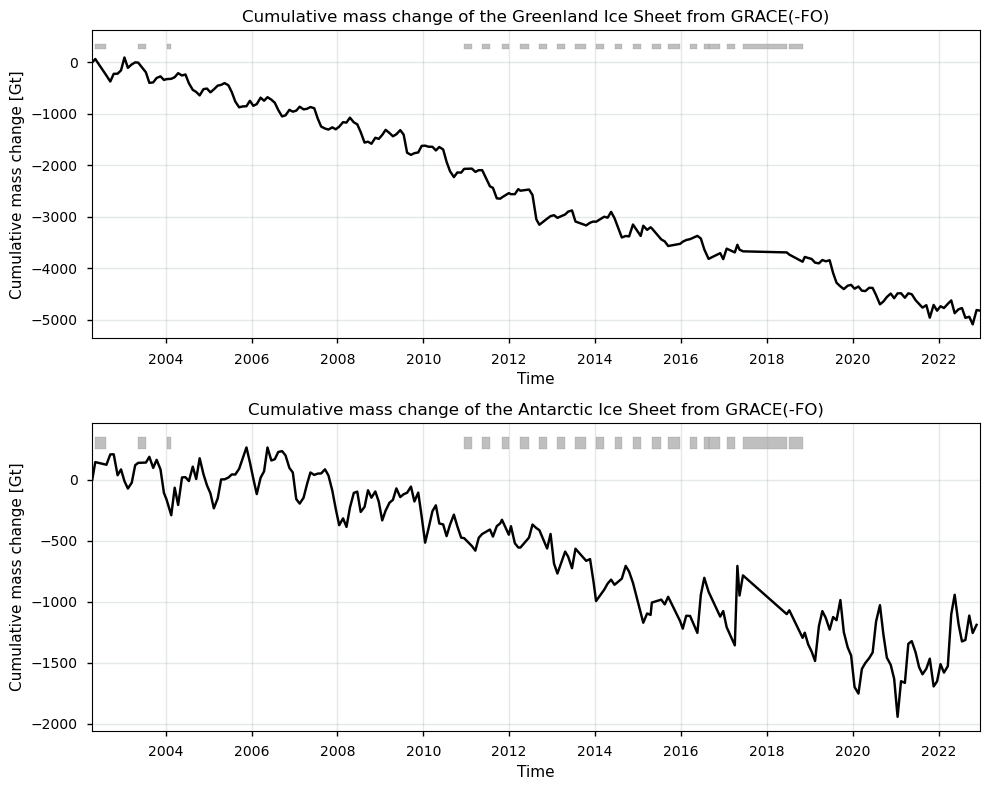 Cumulative mass change of the Greenland Ice Sheet from GRACE(-FO)
Cumulative mass change [Gt]
0
−1000
−2000
−3000
−4000
−5000
2004 2006 2008 2010 2012 2014 2016 2018 2020 2022
Time
Cumulative mass change of the Antarctic Ice Sheet from GRACE(-FO)
Cumulative mass change [Gt]
0
−500
−1000
−1500
−2000
2004 2006 2008 2010 2012 2014 2016 2018 2020 2022
Time